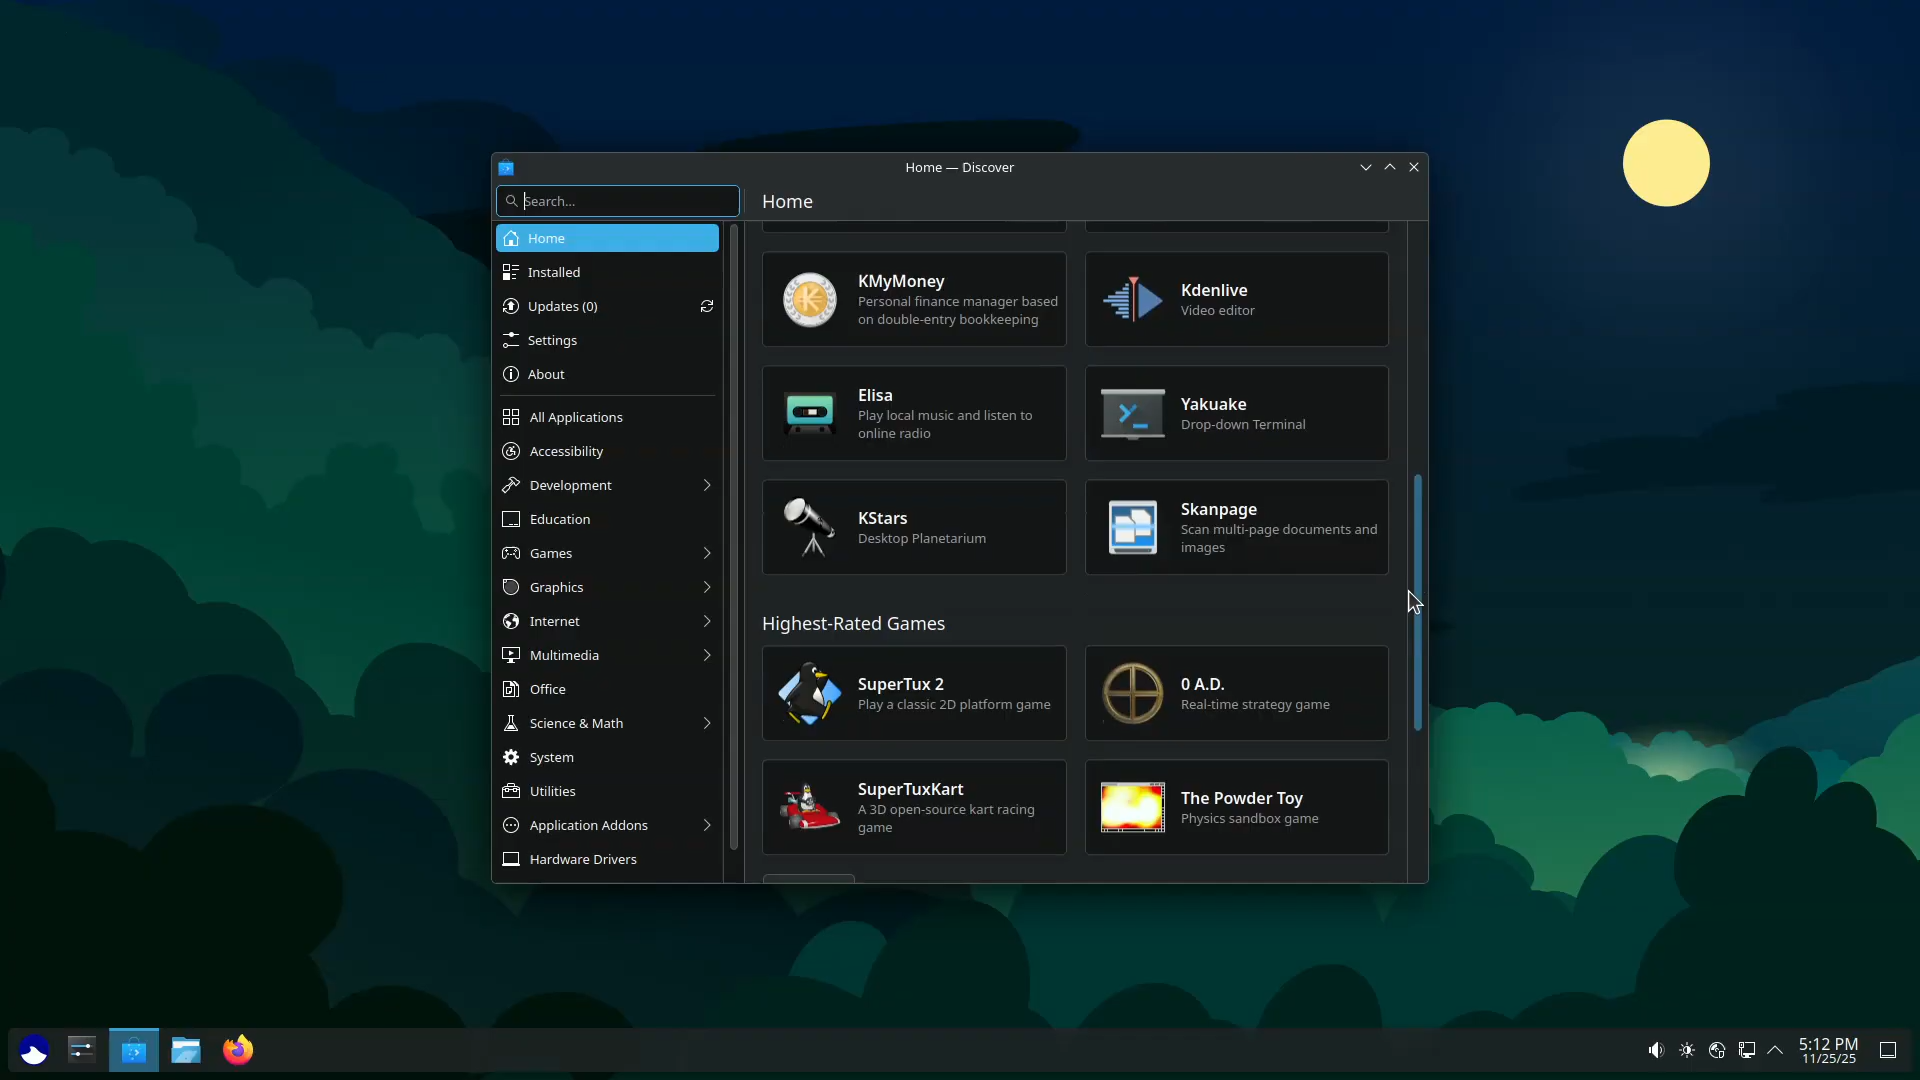 Home — Discover
Search...
Home
Home
Installed
Updates (0)
Settings
About
All Applications
Accessibility
Development
Education
Games
Graphics
Internet
Multimedia
Office
Science & Math
System
Utilities
Application Addons
Hardware Drivers
KMyMoney
Personal finance manager based
on double-entry bookkeeping
Kdenlive
Video editor
Elisa
Play local music and listen to
online radio
Yakuake
Drop-down Terminal
KStars
Desktop Planetarium
Skanpage
Scan multi-page documents and
images
Highest-Rated Games
SuperTux 2
Play a classic 2D platform game
0 A.D.
Real-time strategy game
SuperTuxKart
A 3D open-source kart racing
game
The Powder Toy
Physics sandbox game
5:12 PM
11/25/25